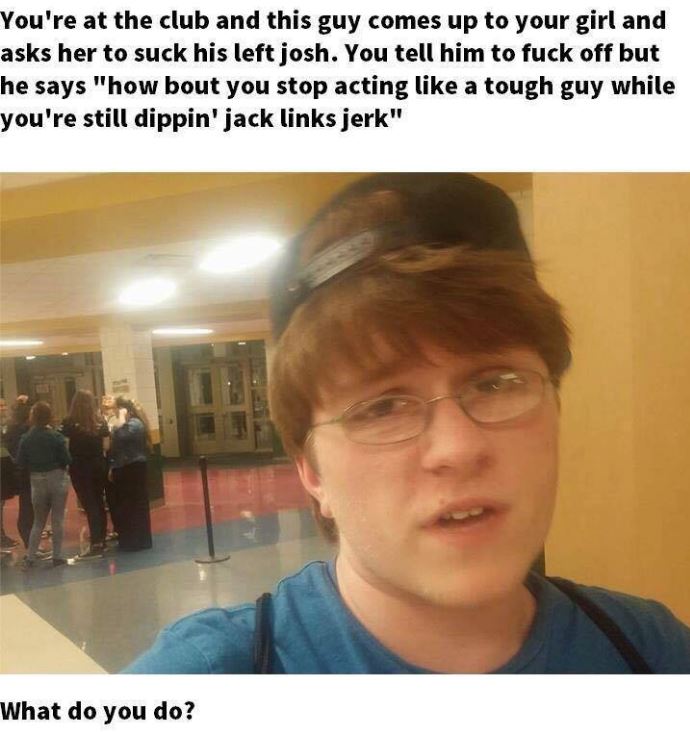 You're at the club and this guy comes up to your girl and
asks her to suck his left josh. You tell him to fuck off but
he says "how bout you stop acting like a tough guy while
you're still dippin' jack links jerk"
What do you do?